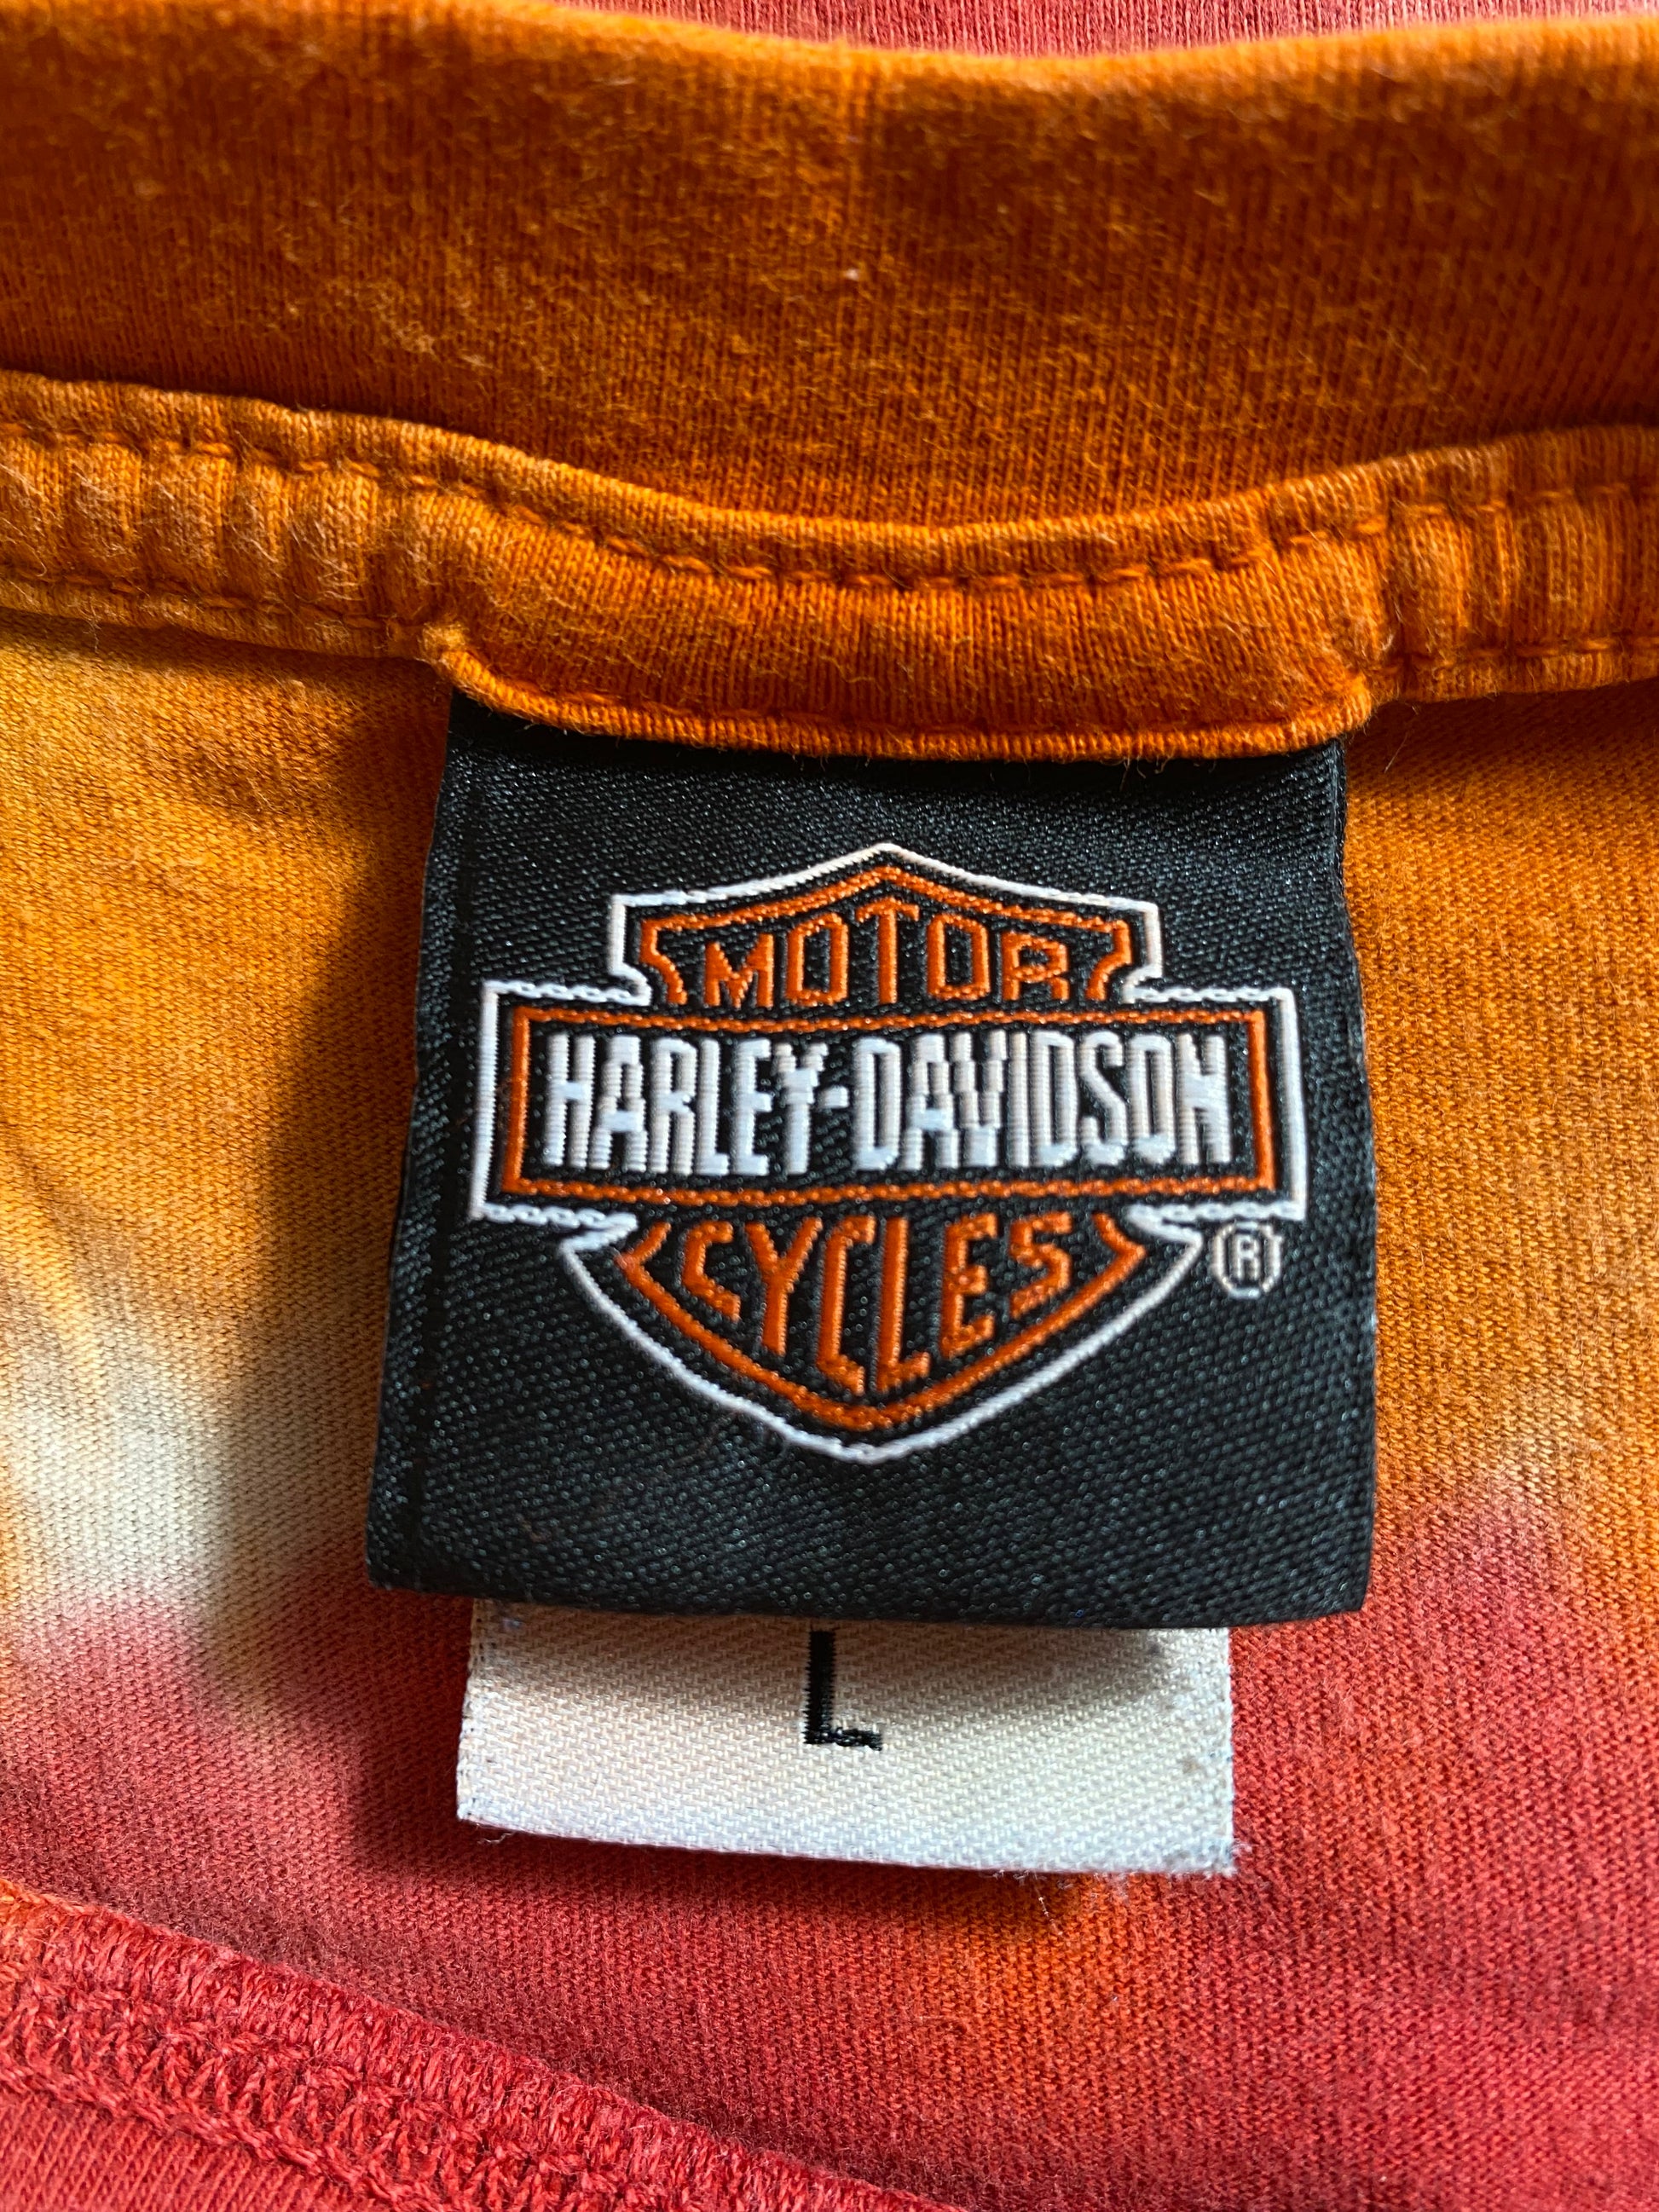 MOTOR
HARLEY-DAVIDSON
CYCLES
®
L